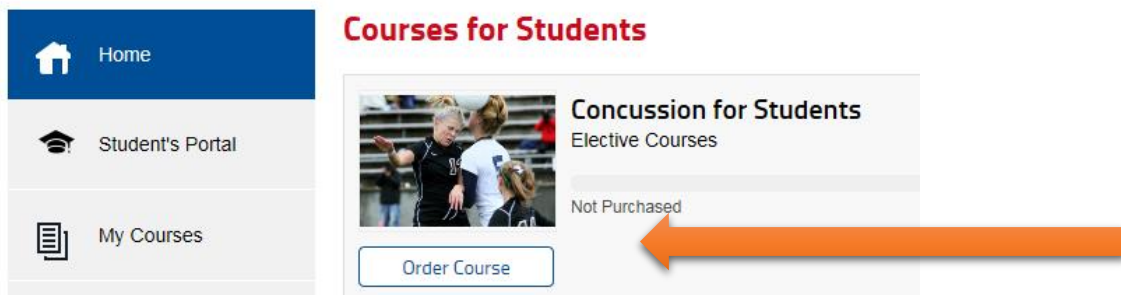 Home
Student's Portal
My Courses
Courses for Students
Concussion for Students
Elective Courses
Not Purchased
Order Course